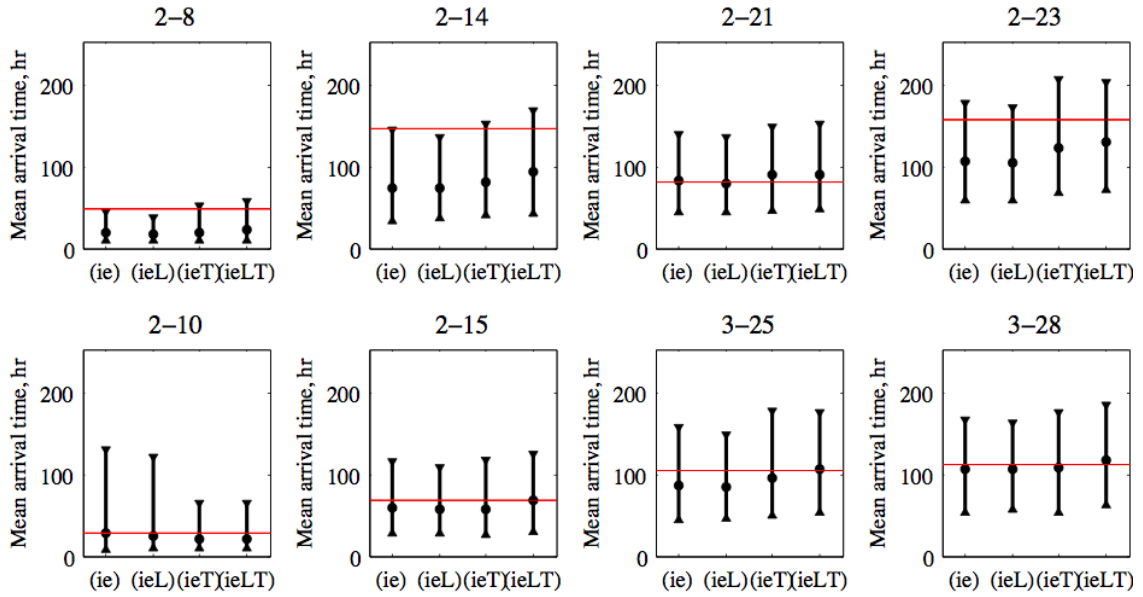 2–8 2–14 2–21 2–23
Mean arrival time, hr Mean arrival time, hr Mean arrival time, hr Mean arrival time, hr
200 200 200 200
100 100 100 100
0 0 0 0
(ie) (ieL) (ieT) (ieLT) (ie) (ieL) (ieT) (ieLT) (ie) (ieL) (ieT) (ieLT) (ie) (ieL) (ieT) (ieLT)
2–10 2–15 3–25 3–28
Mean arrival time, hr Mean arrival time, hr Mean arrival time, hr Mean arrival time, hr
200 200 200 200
100 100 100 100
0 0 0 0
(ie) (ieL) (ieT) (ieLT) (ie) (ieL) (ieT) (ieLT) (ie) (ieL) (ieT) (ieLT) (ie) (ieL) (ieT) (ieLT)